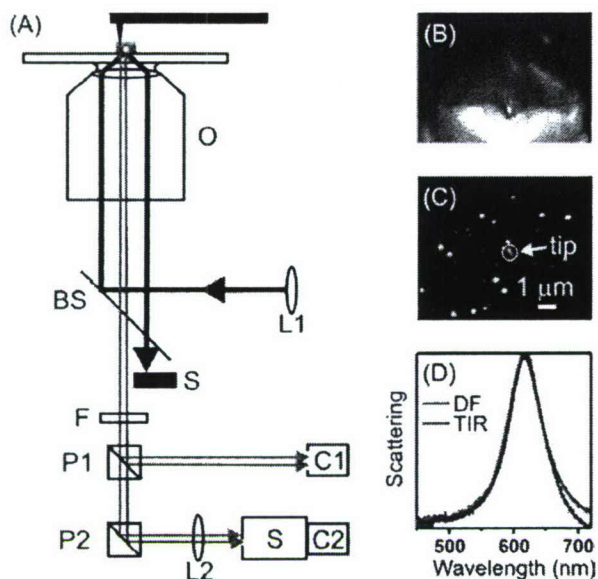 (A)
O
BS
L1
S
F
P1
C1
P2
L2
S
C2
(B)
(C)
tip
1 μm
(D)
DF
TIR
Scattering
500 600 700
Wavelength (nm)